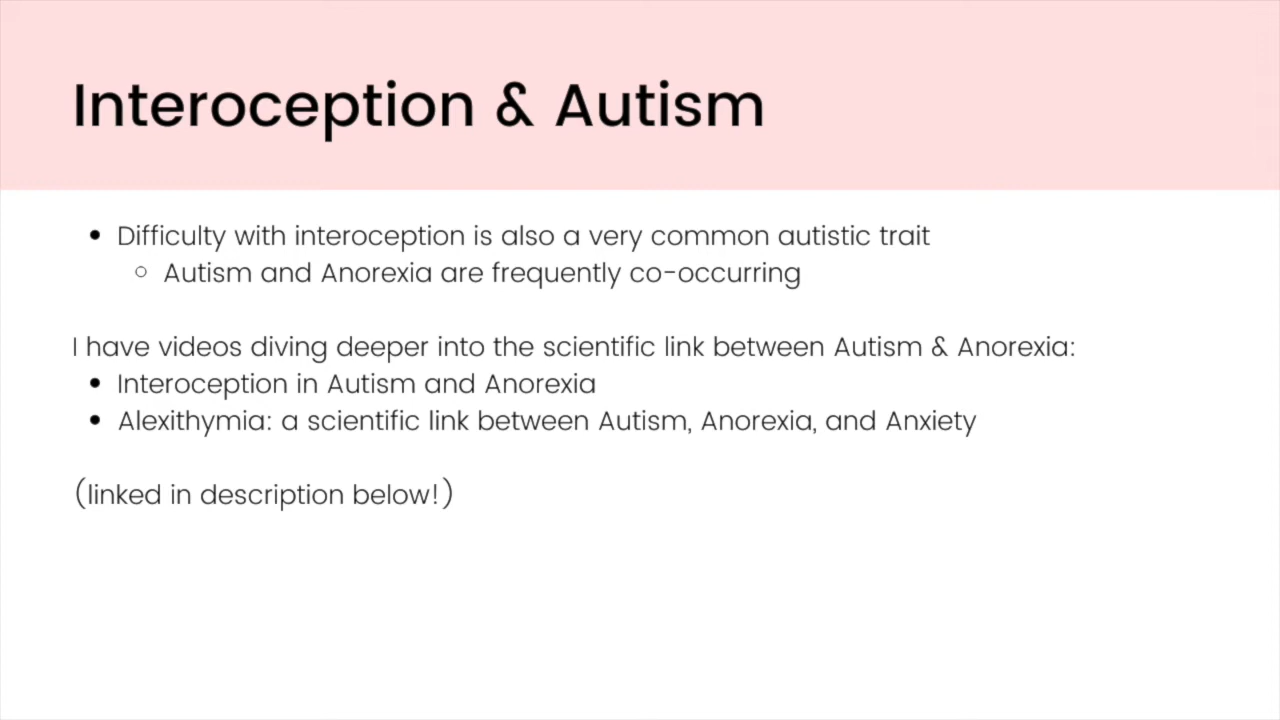 Interoception & Autism
• Difficulty with interoception is also a very common autistic trait
○ Autism and Anorexia are frequently co-occurring
I have videos diving deeper into the scientific link between Autism & Anorexia:
• Interoception in Autism and Anorexia
• Alexithymia: a scientific link between Autism, Anorexia, and Anxiety
(linked in description below!)